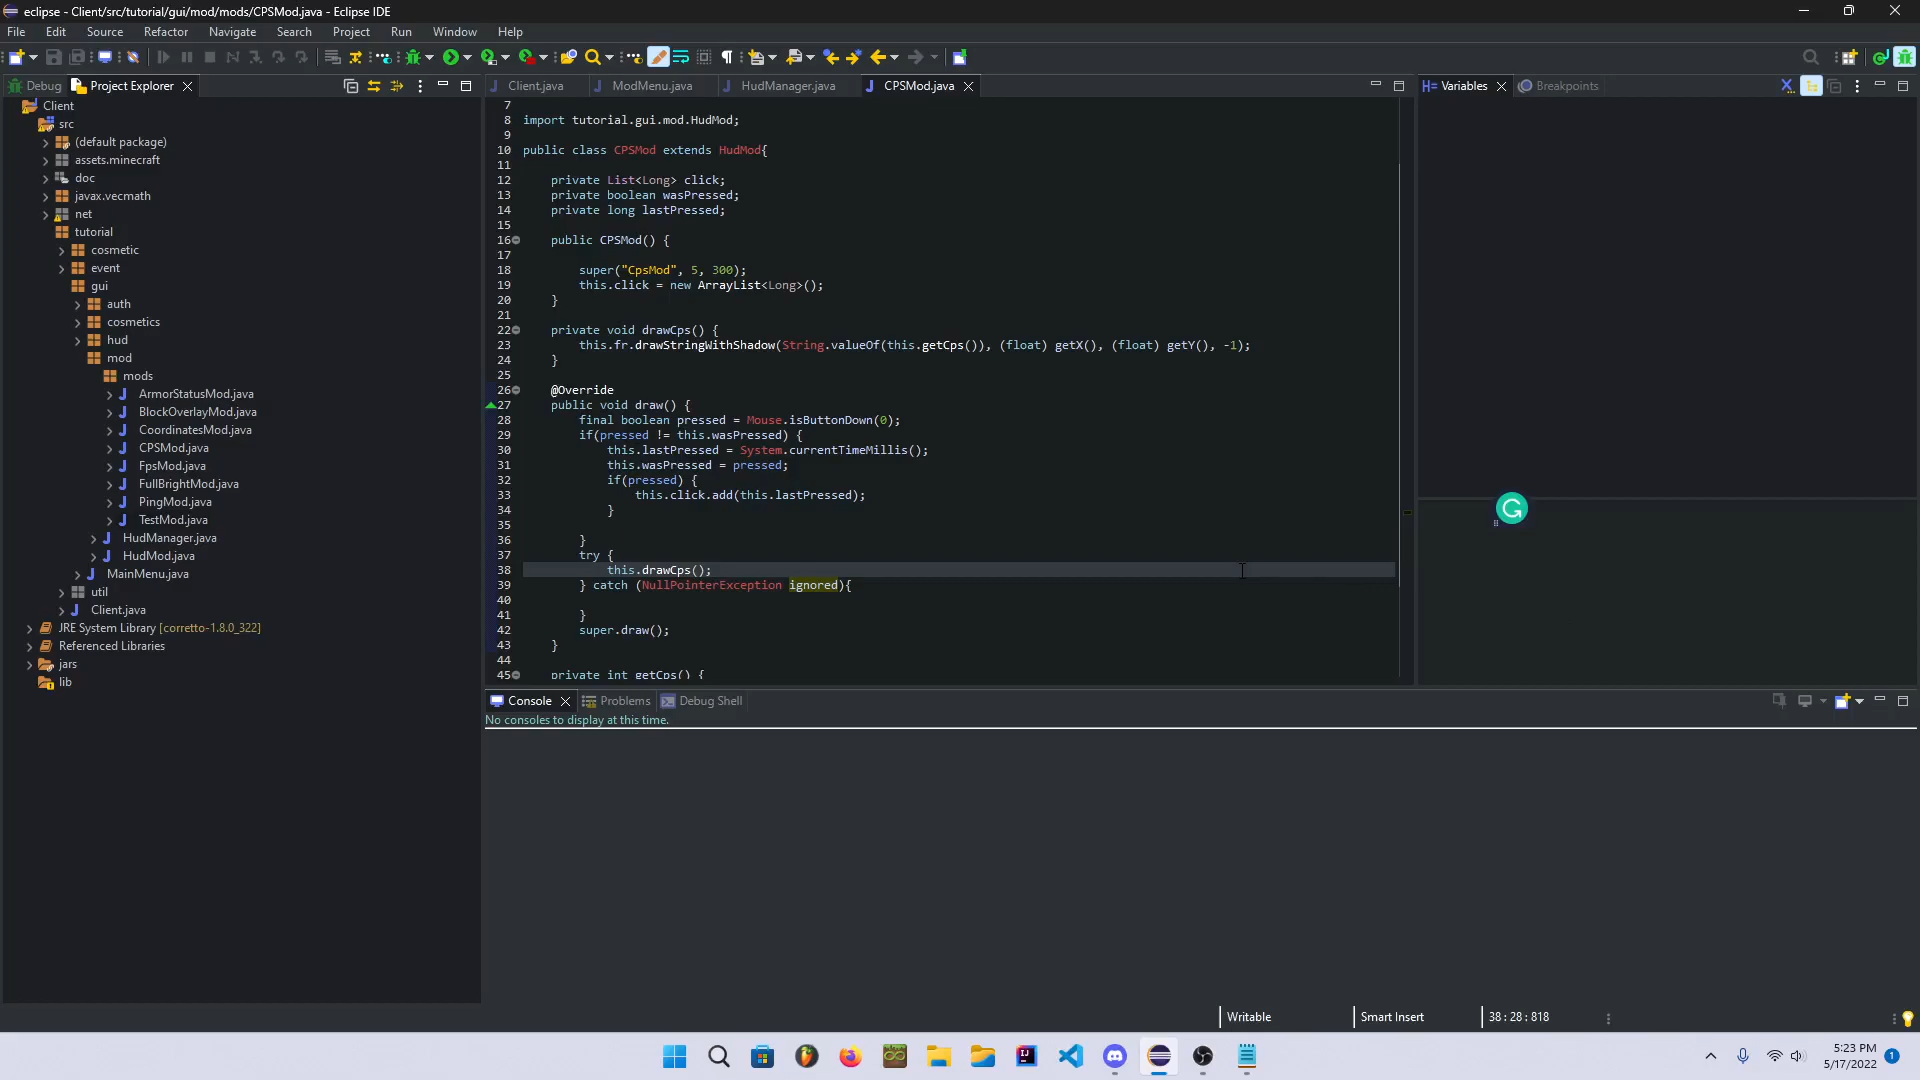 eclipse - Client/src/tutorial/gui/mod/mods/CPSMod.java - Eclipse IDE
File Edit Source Refactor Navigate Search Project Run Window Help
Debug Project Explorer
Client.java ModMenu.java HudManager.java CPSMod.java
Variables Breakpoints
Client
src
(default package)
assets.minecraft
doc
javax.vecmath
net
tutorial
cosmetic
event
gui
auth
cosmetics
hud
mod
mods
ArmorStatusMod.java
BlockOverlayMod.java
CoordinatesMod.java
CPSMod.java
FpsMod.java
FullBrightMod.java
PingMod.java
TestMod.java
HudManager.java
HudMod.java
MainMenu.java
util
Client.java
JRE System Library [corretto-1.8.0_322]
Referenced Libraries
jars
lib
7
8 import tutorial.gui.mod.HudMod;
9
10 public class CPSMod extends HudMod{
11
12 private List<Long> click;
13 private boolean wasPressed;
14 private long lastPressed;
15
16 public CPSMod() {
17
18 super("CpsMod", 5, 300);
19 this.click = new ArrayList<Long>();
20 }
21
22 private void drawCps() {
23 this.fr.drawStringWithShadow(String.valueOf(this.getCps()), (float) getX(), (float) getY(), -1);
24 }
25
26 @Override
27 public void draw() {
28 final boolean pressed = Mouse.isButtonDown(0);
29 if(pressed != this.wasPressed) {
30 this.lastPressed = System.currentTimeMillis();
31 this.wasPressed = pressed;
32 if(pressed) {
33 this.click.add(this.lastPressed);
34 }
35
36 }
37 try {
38 this.drawCps();
39 } catch (NullPointerException ignored){
40
41 }
42 super.draw();
43 }
44
45 private int getCps() {
Console Problems Debug Shell
No consoles to display at this time.
Writable Smart Insert 38 : 28 : 818
5:23 PM
5/17/2022
1